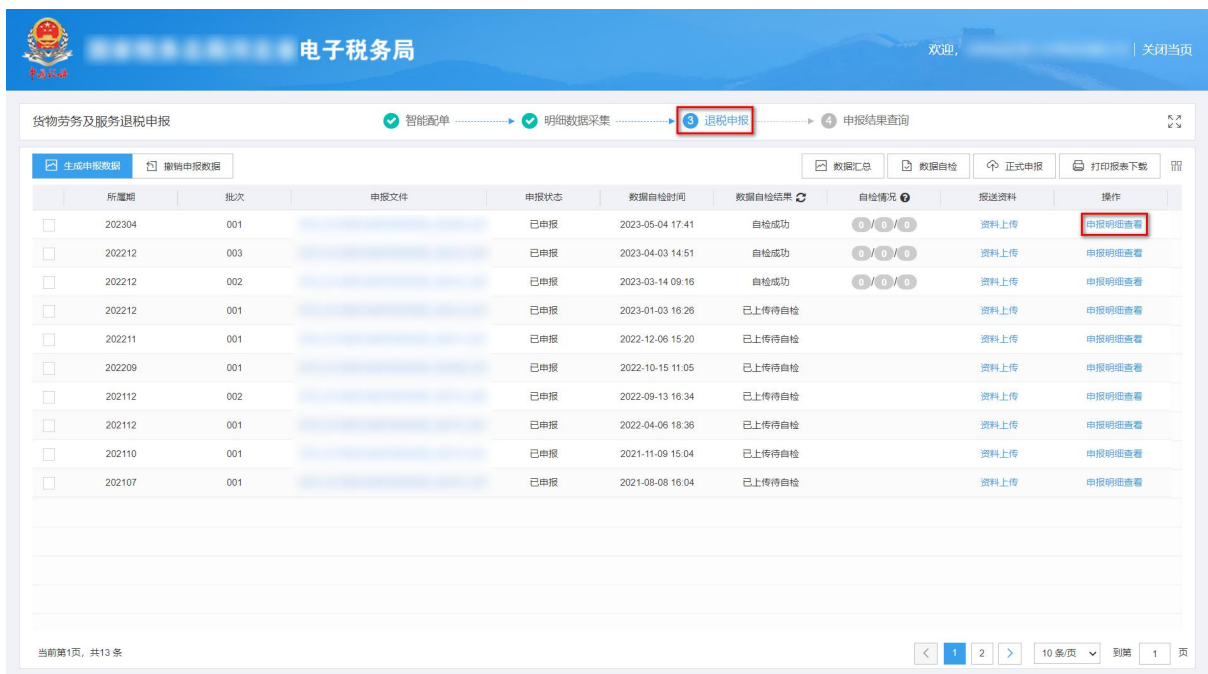 中国税务
电子税务局
欢迎, | 关闭当页
货物劳务及服务退税申报 智能配单 明细数据采集 3 退税申报 4 申报结果查询
生成申报数据 撤销申报数据 数据汇总 数据自检 正式申报 打印报表下载
所属期 批次 申报文件 申报状态 数据自检时间 数据自检结果 自检情况 报送资料 操作
202304 001 已申报 2023-05-04 17:41 自检成功 0/0/0 资料上传 申报明细查看
202212 003 已申报 2023-04-03 14:51 自检成功 0/0/0 资料上传 申报明细查看
202212 002 已申报 2023-03-14 09:16 自检成功 0/0/0 资料上传 申报明细查看
202212 001 已申报 2023-01-03 16:26 已上传待自检 资料上传 申报明细查看
202211 001 已申报 2022-12-06 15:20 已上传待自检 资料上传 申报明细查看
202209 001 已申报 2022-10-15 11:05 已上传待自检 资料上传 申报明细查看
202112 002 已申报 2022-09-13 16:34 已上传待自检 资料上传 申报明细查看
202112 001 已申报 2022-04-06 18:36 已上传待自检 资料上传 申报明细查看
202110 001 已申报 2021-11-09 15:04 已上传待自检 资料上传 申报明细查看
202107 001 已申报 2021-08-08 16:04 已上传待自检 资料上传 申报明细查看
当前第1页, 共13 条 < 1 2 > 10 条/页 到第 1 页